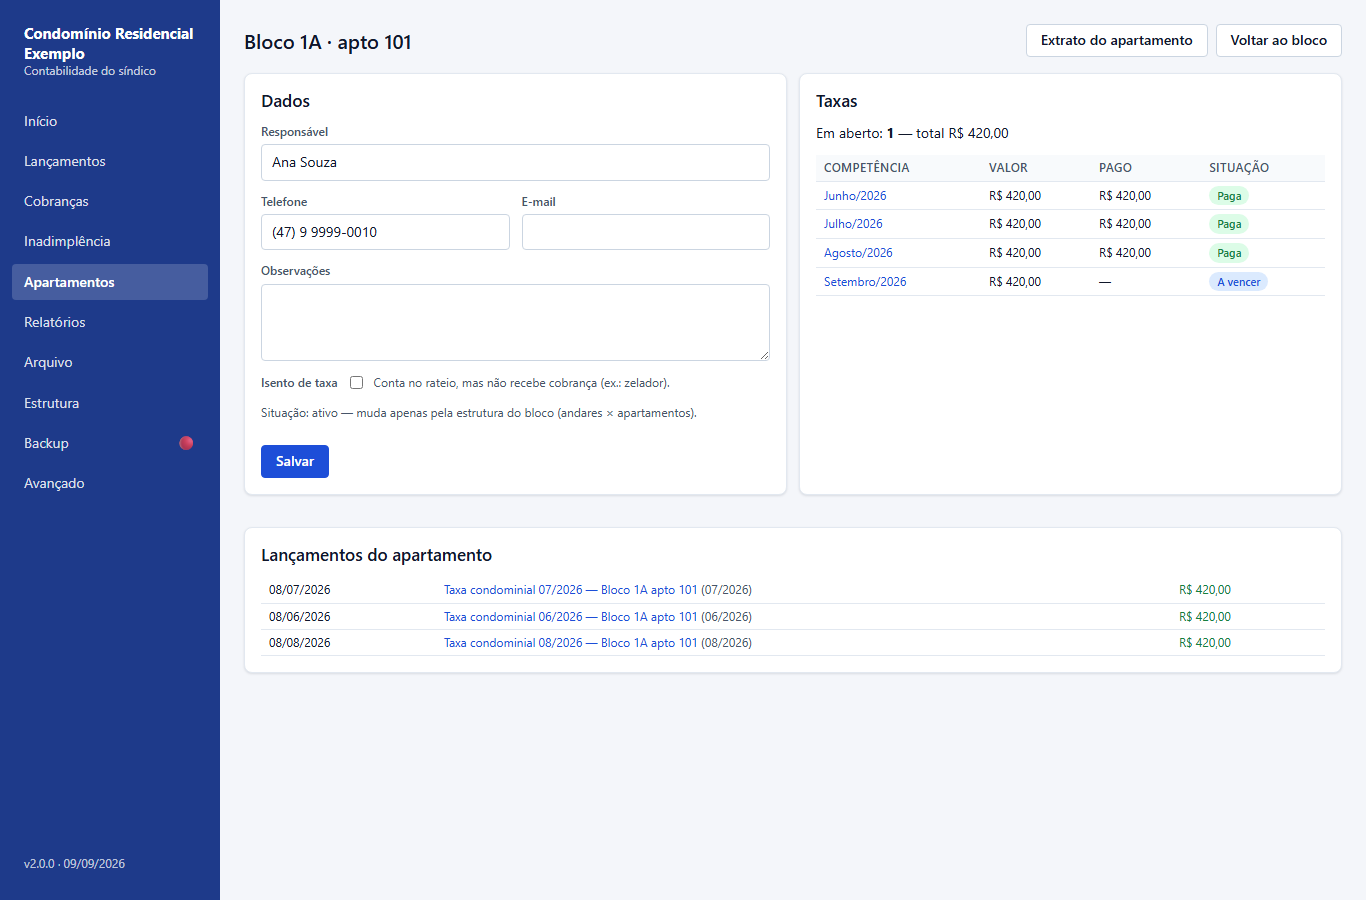 Condomínio Residencial
Exemplo
Contabilidade do síndico
Início
Lançamentos
Cobranças
Inadimplência
Apartamentos
Relatórios
Arquivo
Estrutura
Backup
Avançado
v2.0.0 · 09/09/2026
Bloco 1A · apto 101
Extrato do apartamento
Voltar ao bloco
Dados
Responsável
Ana Souza
Telefone E-mail
(47) 9 9999-0010
Observações
Isento de taxa Conta no rateio, mas não recebe cobrança (ex.: zelador).
Situação: ativo — muda apenas pela estrutura do bloco (andares × apartamentos).
Salvar
Taxas
Em aberto: 1 — total R$ 420,00
COMPETÊNCIA VALOR PAGO SITUAÇÃO
Junho/2026 R$ 420,00 R$ 420,00 Paga
Julho/2026 R$ 420,00 R$ 420,00 Paga
Agosto/2026 R$ 420,00 R$ 420,00 Paga
Setembro/2026 R$ 420,00 — A vencer
Lançamentos do apartamento
08/07/2026 Taxa condominial 07/2026 — Bloco 1A apto 101 (07/2026) R$ 420,00
08/06/2026 Taxa condominial 06/2026 — Bloco 1A apto 101 (06/2026) R$ 420,00
08/08/2026 Taxa condominial 08/2026 — Bloco 1A apto 101 (08/2026) R$ 420,00